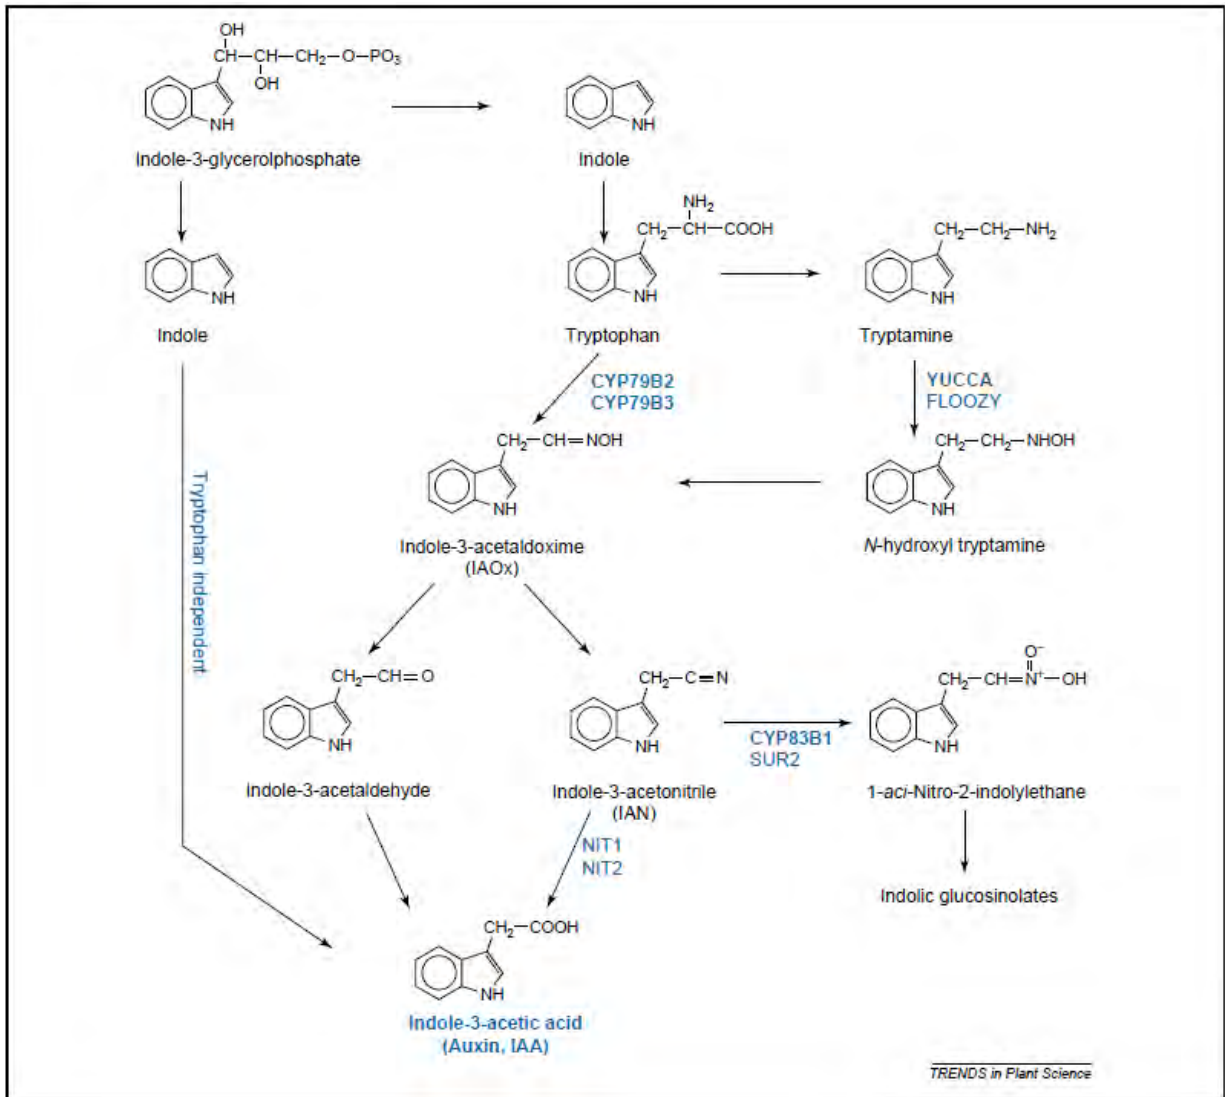 OH
CH—CH—CH₂—O—PO₃
OH
NH
Indole-3-glycerolphosphate
NH
Indole
NH
Indole
NH₂
CH₂—CH—COOH
NH
Tryptophan
CH₂—CH₂—NH₂
NH
Tryptamine
CYP79B2
CYP79B3
YUCCA
FLOOZY
CH₂—CH=NOH
NH
Indole-3-acetaldoxime
(IAOx)
CH₂—CH₂—NHOH
NH
N-hydroxyl tryptamine
Tryptophan independent
CH₂—CH=O
NH
Indole-3-acetaldehyde
CH₂—C≡N
NH
Indole-3-acetonitrile
(IAN)
CYP83B1
SUR2
O⁻
CH₂—CH=N⁺—OH
NH
1-aci-Nitro-2-indolylethane
NIT1
NIT2
Indolic glucosinolates
CH₂—COOH
NH
Indole-3-acetic acid
(Auxin, IAA)
TRENDS in Plant Science